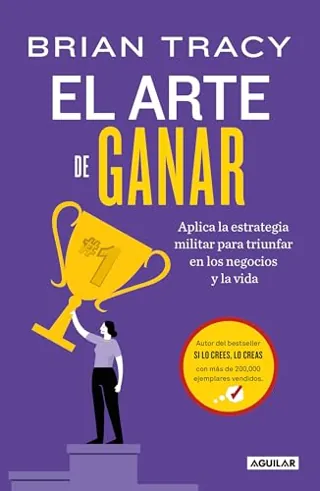 BRIAN TRACY
EL ARTE
DE GANAR
Aplica la estrategia
militar para triunfar
en los negocios
y la vida
#1
Autor del bestseller
SI LO CREES, LO CREAS
con más de 200,000
ejemplares vendidos.
AGUILAR